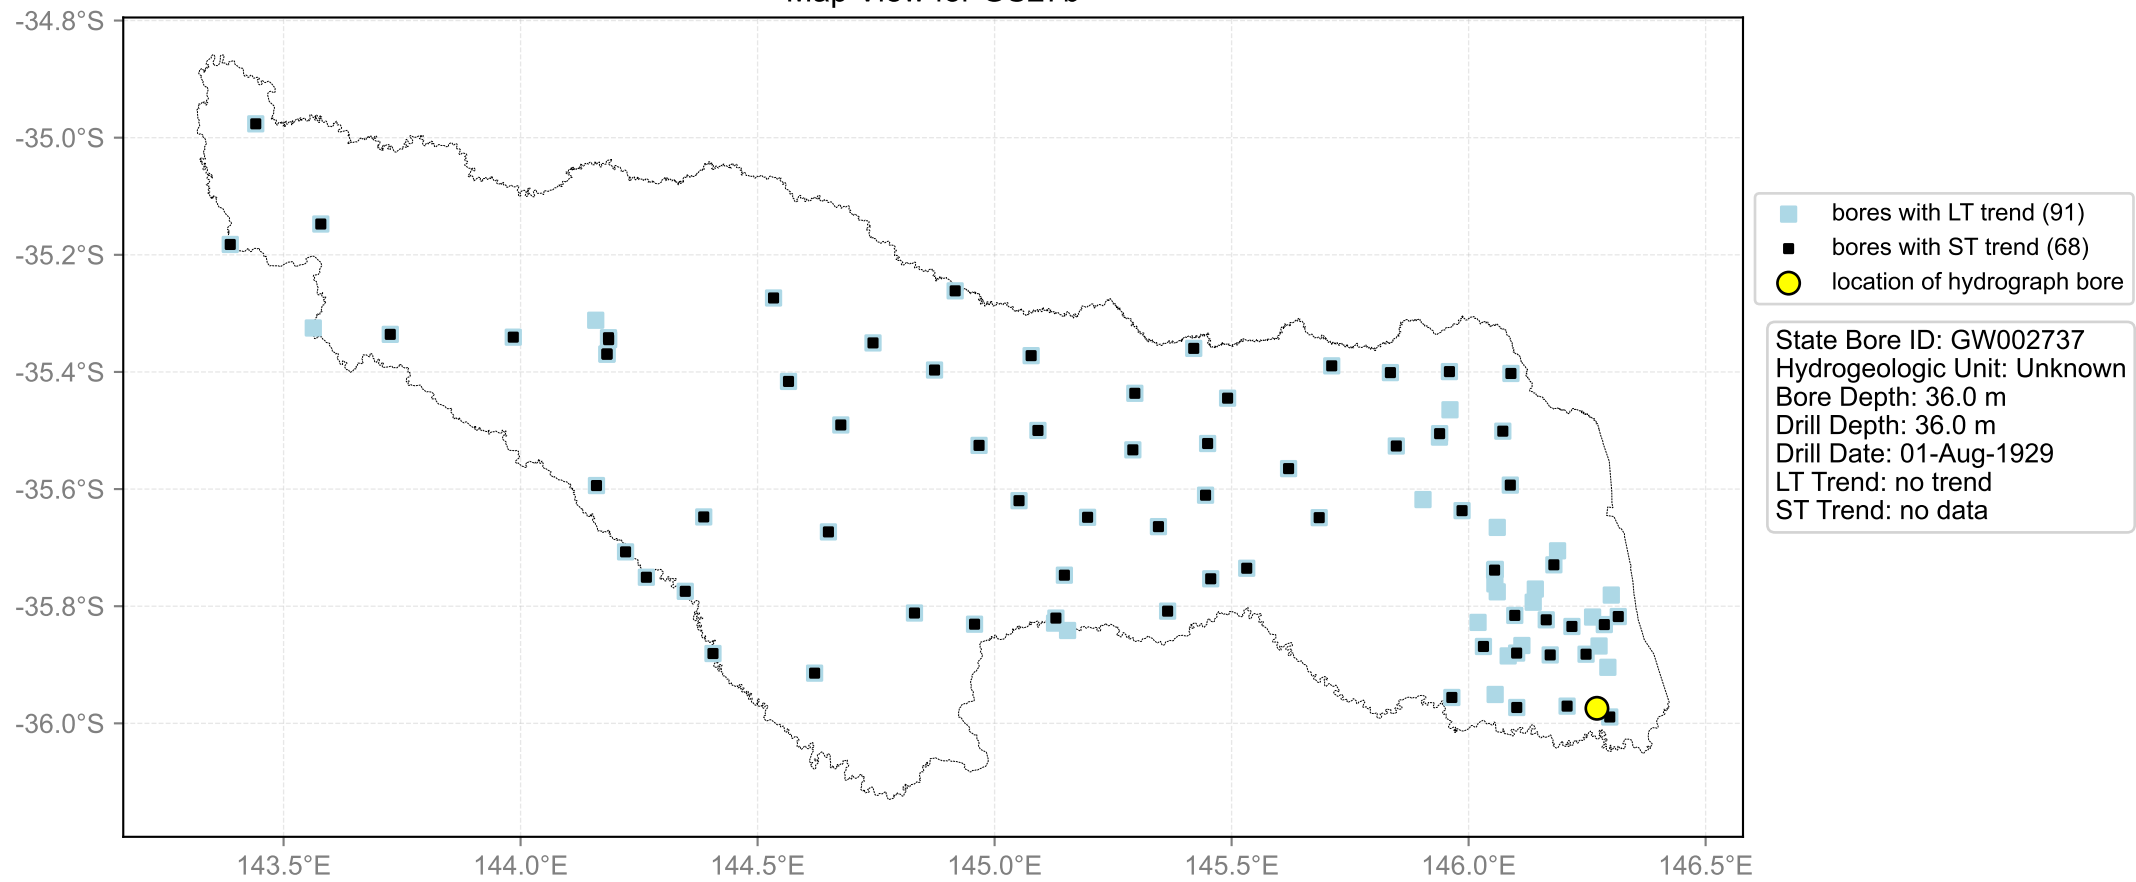 -34.8°S
-35.0°S
-35.2°S
-35.4°S
-35.6°S
-35.8°S
-36.0°S
143.5°E
144.0°E
144.5°E
145.0°E
145.5°E
146.0°E
146.5°E
bores with LT trend (91)
bores with ST trend (68)
location of hydrograph bore
State Bore ID: GW002737
Hydrogeologic Unit: Unknown
Bore Depth: 36.0 m
Drill Depth: 36.0 m
Drill Date: 01-Aug-1929
LT Trend: no trend
ST Trend: no data